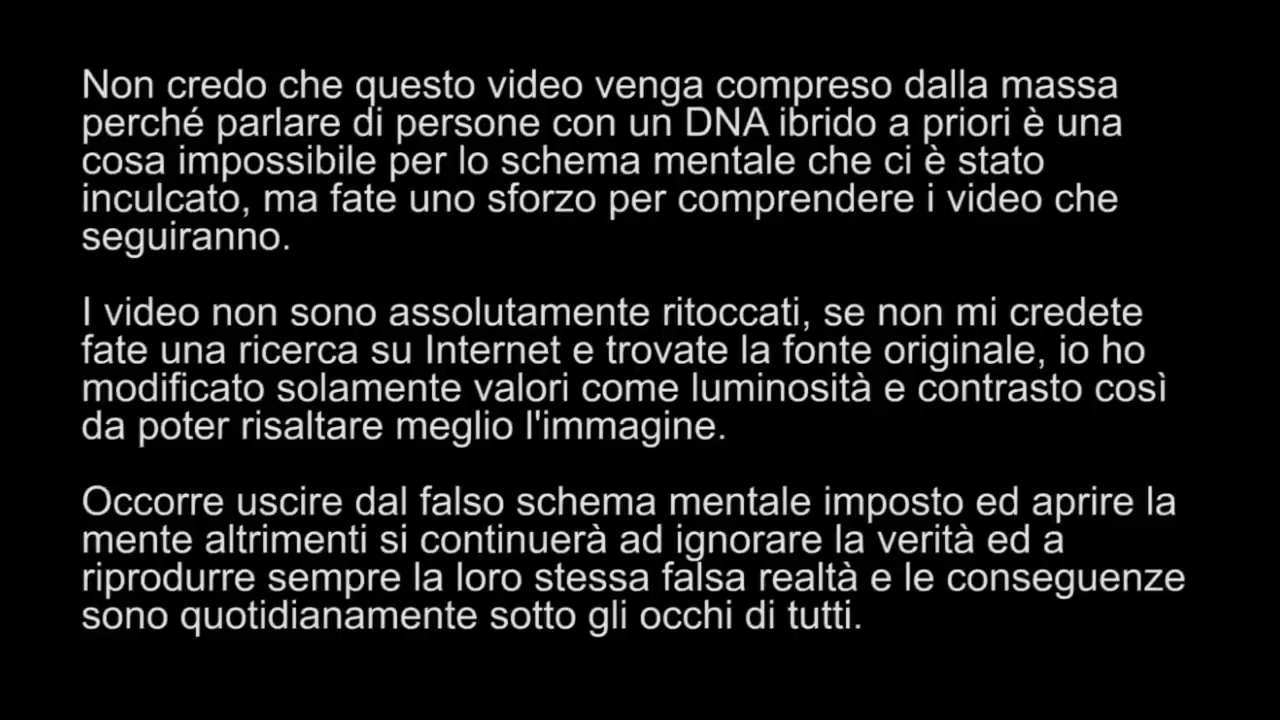 Non credo che questo video venga compreso dalla massa
perché parlare di persone con un DNA ibrido a priori è una
cosa impossibile per lo schema mentale che ci è stato
inculcato, ma fate uno sforzo per comprendere i video che
seguiranno.
I video non sono assolutamente ritoccati, se non mi credete
fate una ricerca su Internet e trovate la fonte originale, io ho
modificato solamente valori come luminosità e contrasto così
da poter risaltare meglio l'immagine.
Occorre uscire dal falso schema mentale imposto ed aprire la
mente altrimenti si continuerà ad ignorare la verità ed a
riprodurre sempre la loro stessa falsa realtà e le conseguenze
sono quotidianamente sotto gli occhi di tutti.